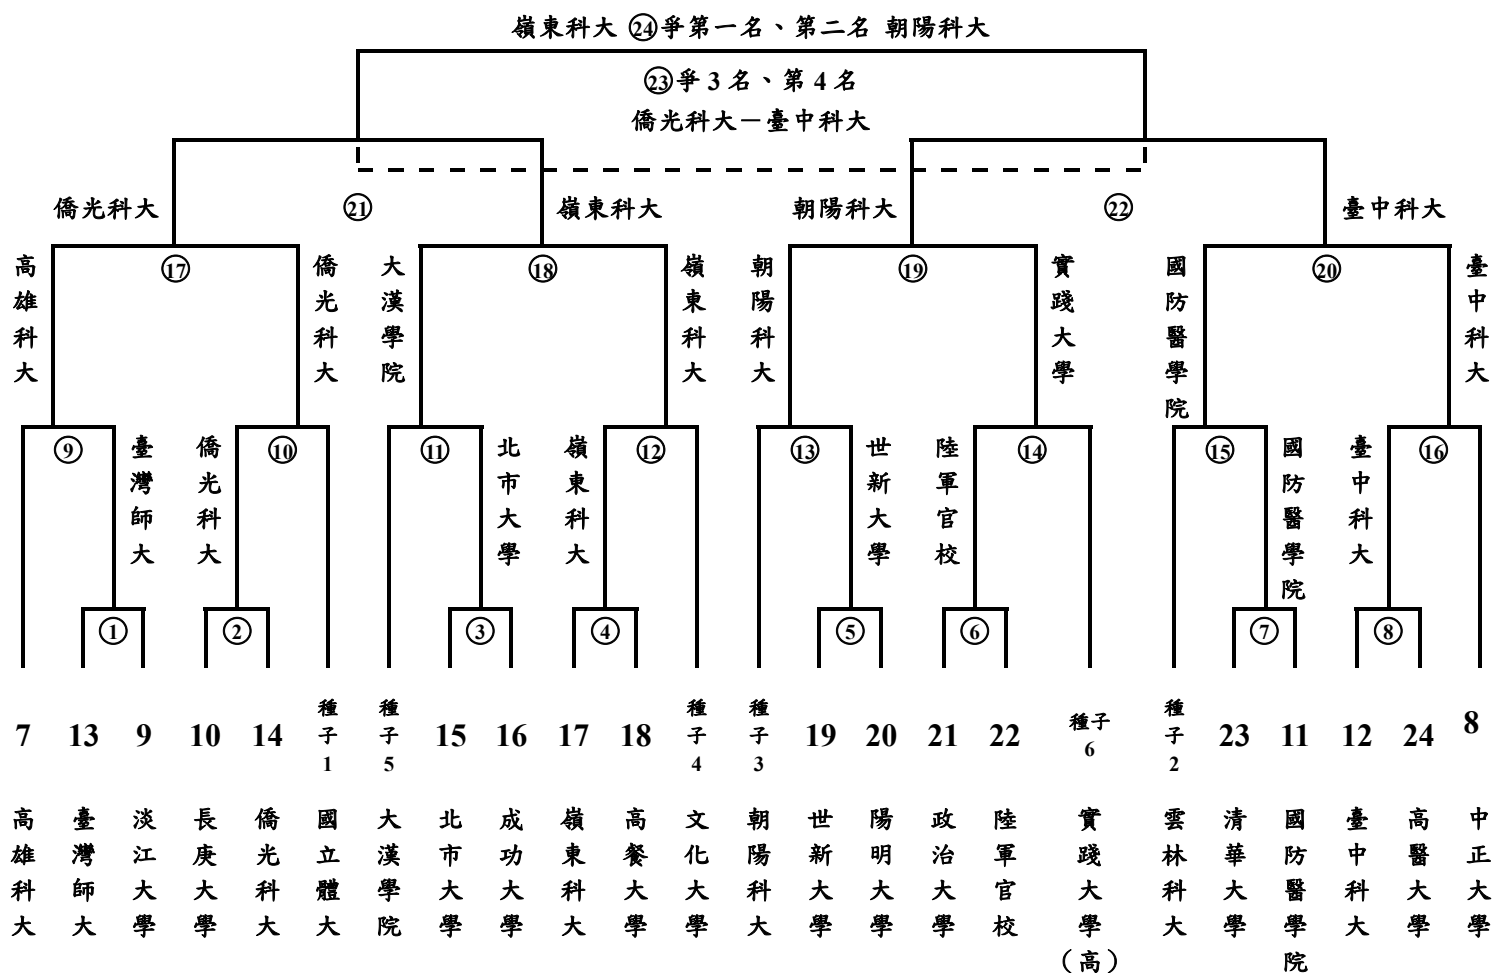 嶺東科大 ㉔爭第一名、第二名 朝陽科大
㉓爭 3 名、第 4 名
僑光科大－臺中科大
僑光科大
㉑
嶺東科大
朝陽科大
㉒
臺中科大
高雄科大
⑰
僑光科大
大漢學院
⑱
嶺東科大
朝陽科大
⑲
實踐大學
國防醫學院
⑳
臺中科大
⑨
臺灣師大
僑光科大
⑩
⑪
北市大學
嶺東科大
⑫
⑬
世新大學
陸軍官校
⑭
⑮
國防醫學院
臺中科大
⑯
①
②
③
④
⑤
⑥
⑦
⑧
7
13
9
10
14
種子1
種子5
15
16
17
18
種子4
種子3
19
20
21
22
種子
6
種子2
23
11
12
24
8
高雄科大
臺灣師大
淡江大學
長庚大學
僑光科大
國立體大
大漢學院
北市大學
成功大學
嶺東科大
高餐大學
文化大學
朝陽科大
世新大學
陽明大學
政治大學
陸軍官校
實踐大學（高）
雲林科大
清華大學
國防醫學院
臺中科大
高醫大學
中正大學